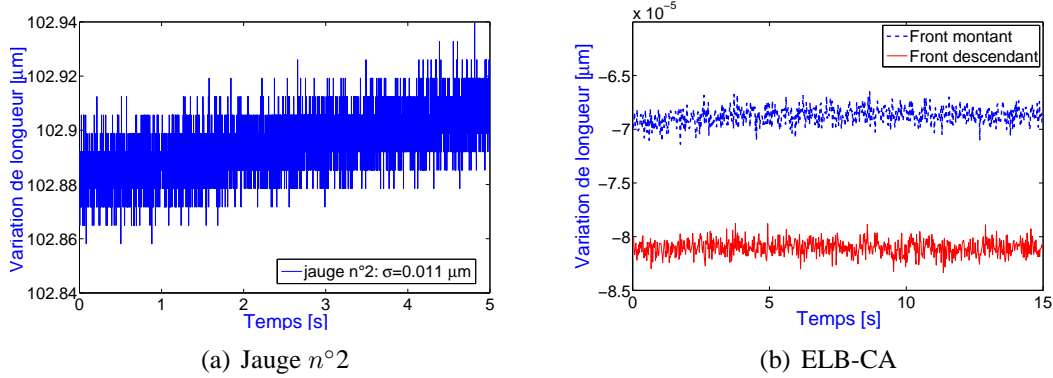 102.94
102.92
102.9
102.88
102.86
102.84
Variation de longueur [μm]
jauge n°2: σ=0.011 μm
0 1 2 3 4 5
Temps [s]
(a) Jauge n°2
x 10⁻⁵
−6.5
−7
−7.5
−8
−8.5
Variation de longueur [μm]
Front montant
Front descendant
0 5 10 15
Temps [s]
(b) ELB-CA